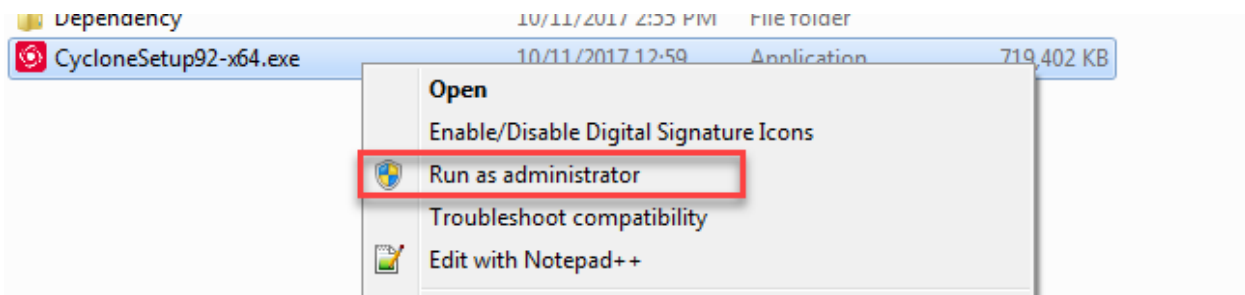 Dependency 10/11/2017 2:55 PM File folder
CycloneSetup92-x64.exe 10/11/2017 12:59 Application 719,402 KB
Open
Enable/Disable Digital Signature Icons
Run as administrator
Troubleshoot compatibility
Edit with Notepad++